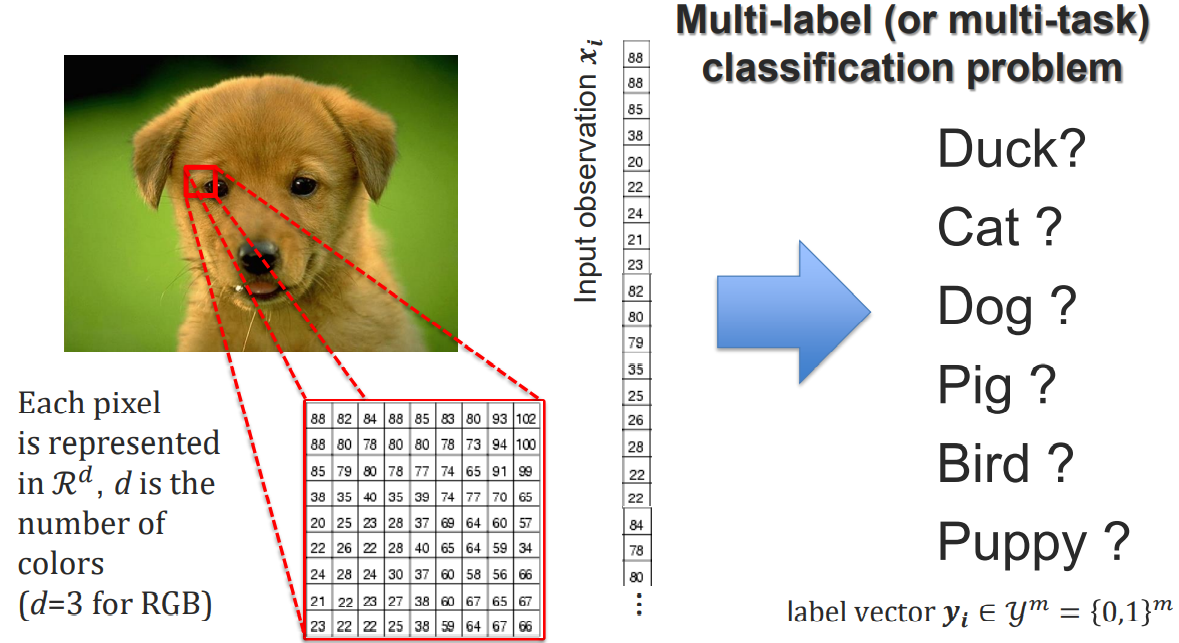 Multi-label (or multi-task)
classification problem
Input observation 𝒙𝒊
88
88
85
38
20
22
24
21
23
82
80
79
35
25
26
28
22
22
84
78
80
⋮
Duck?
Cat ?
Dog ?
Pig ?
Bird ?
Puppy ?
label vector 𝒚𝒊 ∈ 𝒴ᵐ = {0,1}ᵐ
Each pixel
is represented
in ℛᵈ, d is the
number of
colors
(d=3 for RGB)
88 82 84 88 85 83 80 93 102
88 80 78 80 80 78 73 94 100
85 79 80 78 77 74 65 91 99
38 35 40 35 39 74 77 70 65
20 25 23 28 37 69 64 60 57
22 26 22 28 40 65 64 59 34
24 28 24 30 37 60 58 56 66
21 22 23 27 38 60 67 65 67
23 22 22 25 38 59 64 67 66